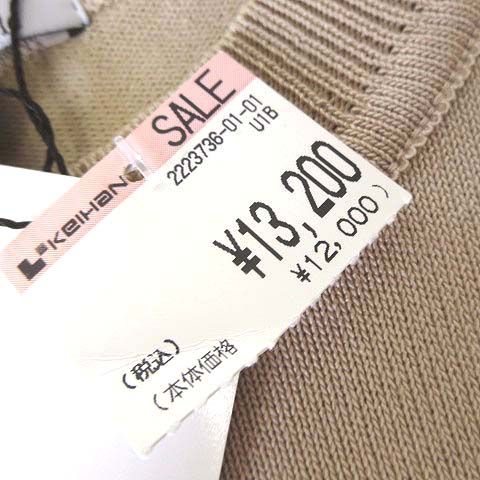 SALE
KEIHAN
2223736-01-01
U1B
¥13,200
¥12,000)
(税込)
(本体価格